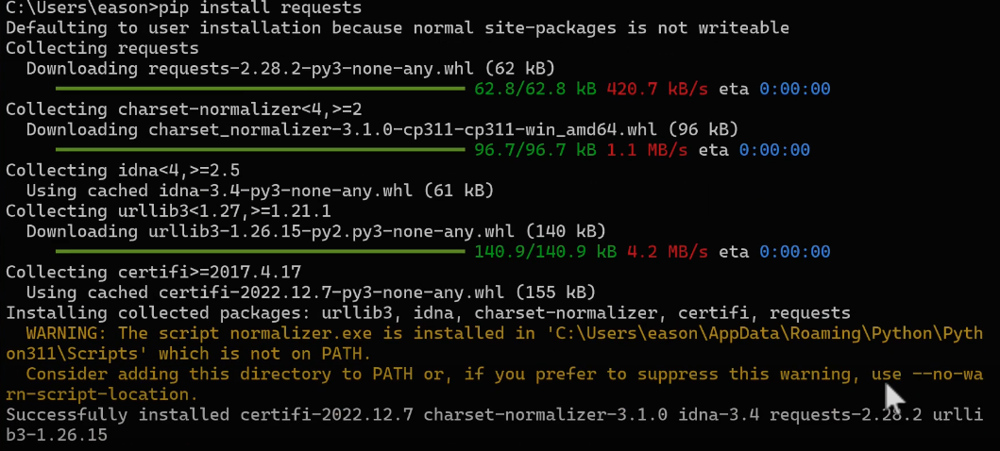 C:\Users\eason>pip install requests
Defaulting to user installation because normal site-packages is not writeable
Collecting requests
  Downloading requests-2.28.2-py3-none-any.whl (62 kB)
62.8/62.8 kB 420.7 kB/s eta 0:00:00
Collecting charset-normalizer<4,>=2
  Downloading charset_normalizer-3.1.0-cp311-cp311-win_amd64.whl (96 kB)
96.7/96.7 kB 1.1 MB/s eta 0:00:00
Collecting idna<4,>=2.5
  Using cached idna-3.4-py3-none-any.whl (61 kB)
Collecting urllib3<1.27,>=1.21.1
  Downloading urllib3-1.26.15-py2.py3-none-any.whl (140 kB)
140.9/140.9 kB 4.2 MB/s eta 0:00:00
Collecting certifi>=2017.4.17
  Using cached certifi-2022.12.7-py3-none-any.whl (155 kB)
Installing collected packages: urllib3, idna, charset-normalizer, certifi, requests
  WARNING: The script normalizer.exe is installed in 'C:\Users\eason\AppData\Roaming\Python\Pyth
on311\Scripts' which is not on PATH.
  Consider adding this directory to PATH or, if you prefer to suppress this warning, use --no-wa
rn-script-location.
Successfully installed certifi-2022.12.7 charset-normalizer-3.1.0 idna-3.4 requests-2.28.2 urlli
b3-1.26.15